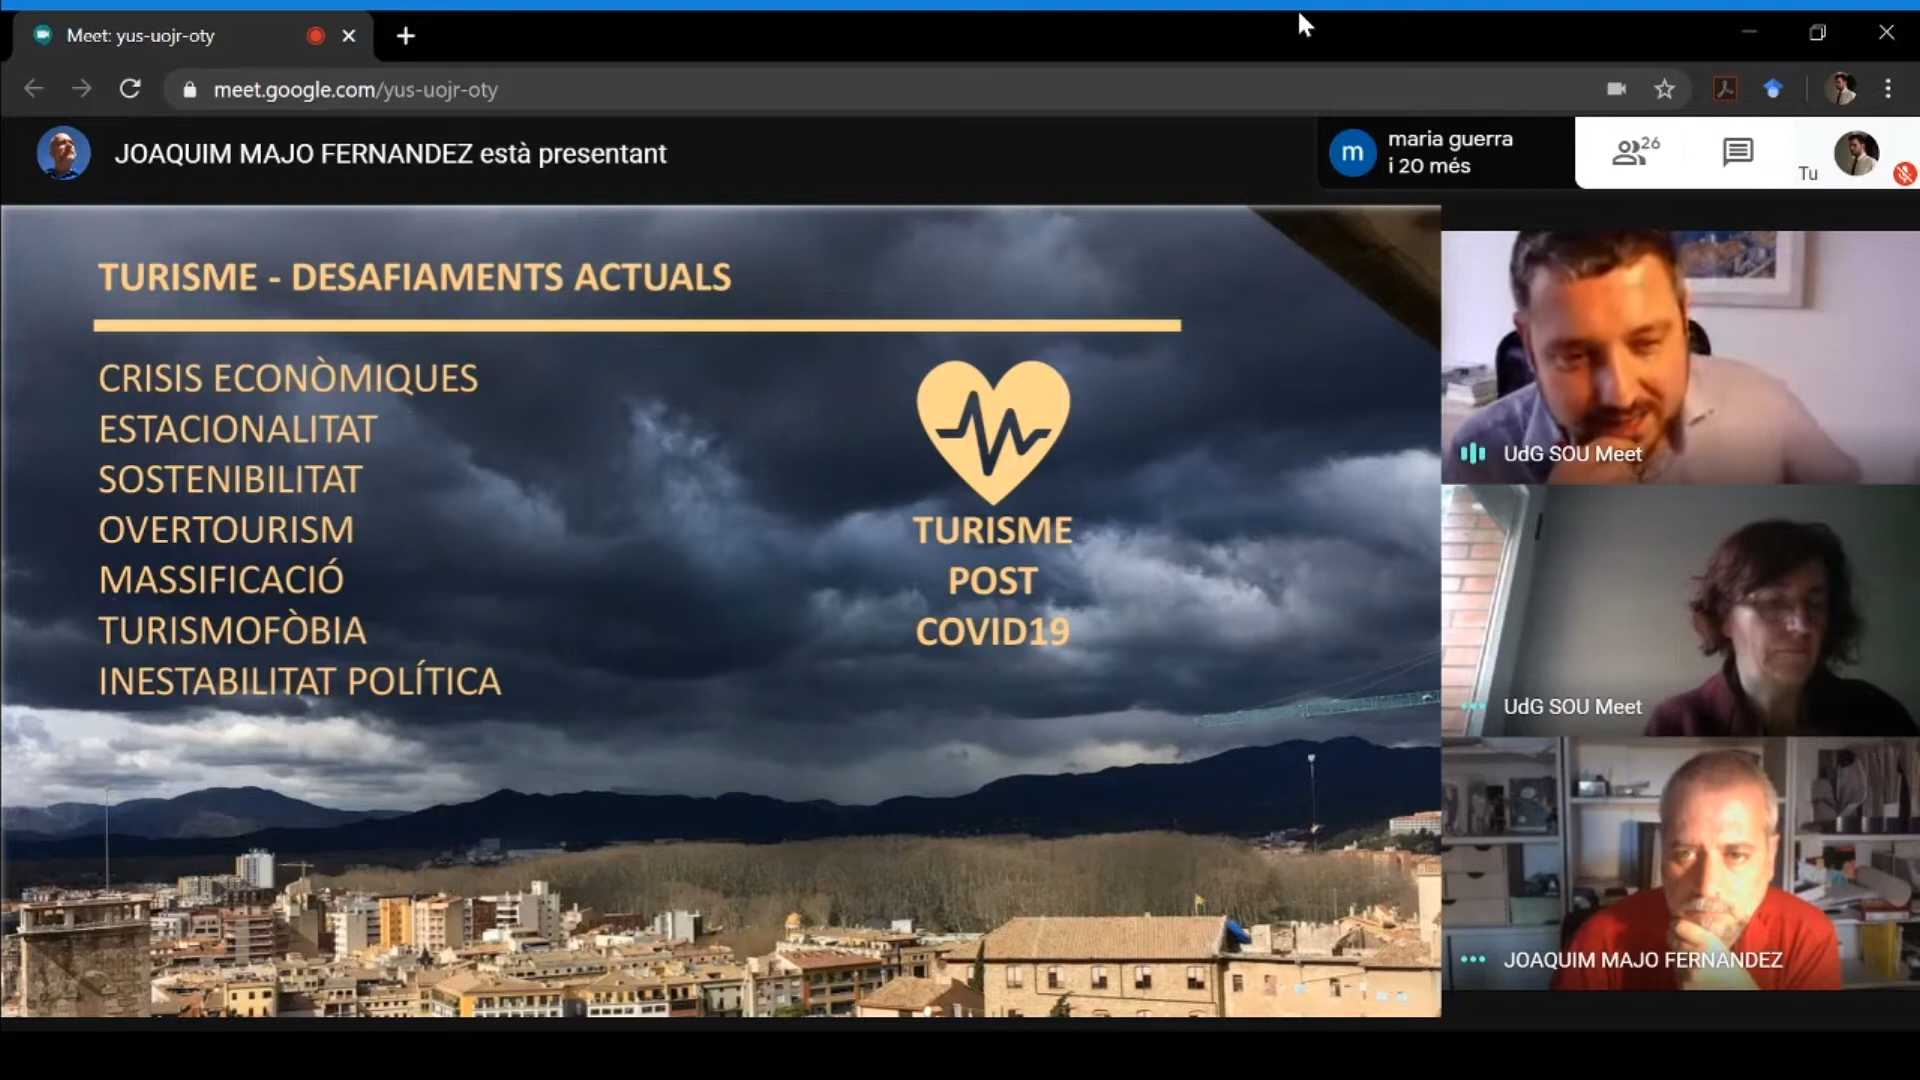 Meet: yus-uojr-oty
meet.google.com/yus-uojr-oty
JOAQUIM MAJO FERNANDEZ està presentant
m
maria guerra
i 20 més
26
Tu
TURISME - DESAFIAMENTS ACTUALS
CRISIS ECONÒMIQUES
ESTACIONALITAT
SOSTENIBILITAT
OVERTOURISM
MASSIFICACIÓ
TURISMOFÒBIA
INESTABILITAT POLÍTICA
TURISME
POST
COVID19
UdG SOU Meet
UdG SOU Meet
JOAQUIM MAJO FERNANDEZ